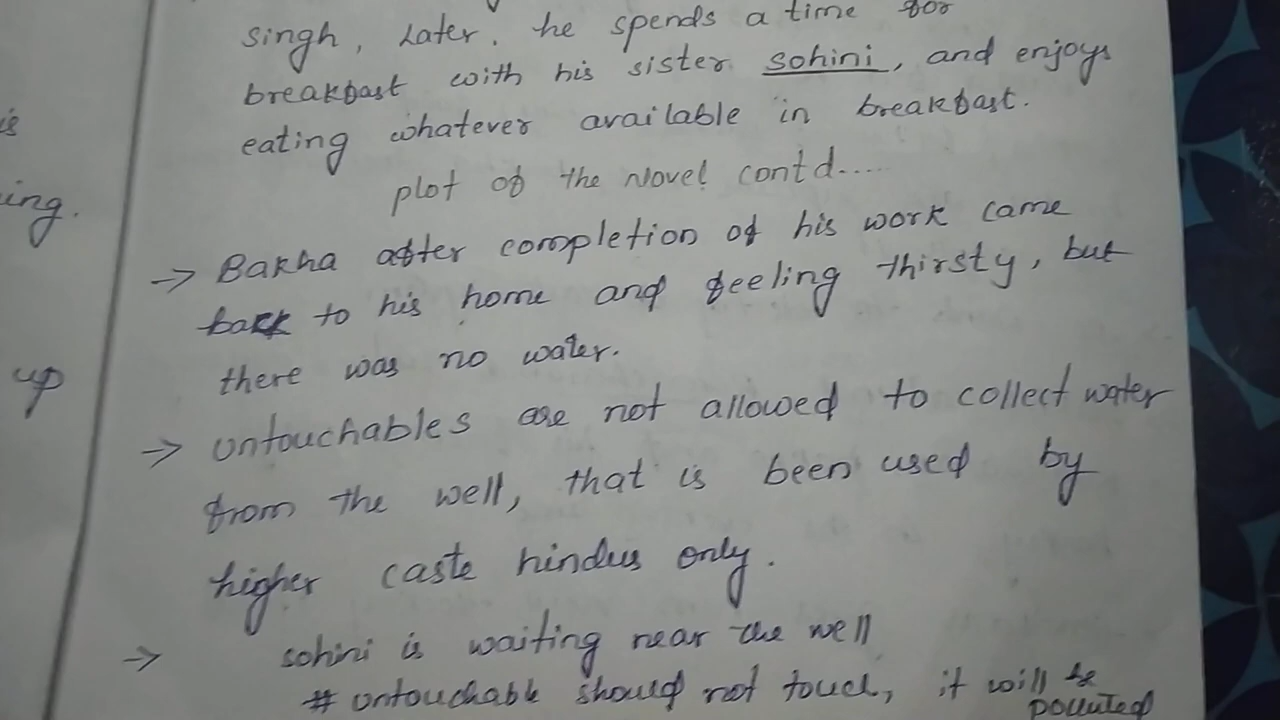 singh, Later. he spends a time for
breakfast with his sister sohini, and enjoys
eating whatever available in breakfast.
plot of the Novel contd....
→ Bakha after completion of his work came
back to his home and feeling thirsty, but
there was no water.
→ Untouchables are not allowed to collect water
from the well, that is been used by
higher caste hindus only.
→ sohini is waiting near the well
# Untouchable should not touch, it will be
polluted
is
ing.
up